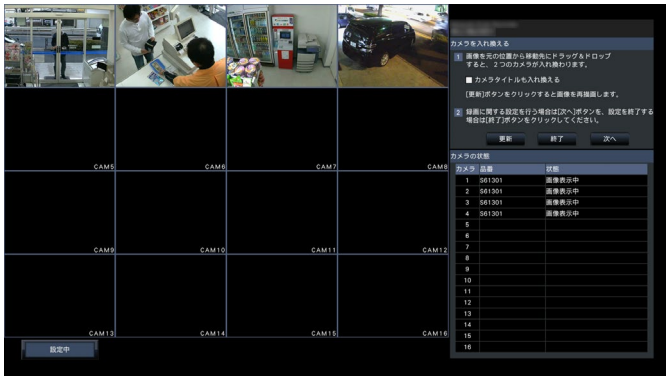 カメラを入れ換える
1 画像を元の位置から移動先にドラッグ&ドロップ
すると、2つのカメラが入れ換わります。
■ カメラタイトルも入れ換える
[更新]ボタンをクリックすると画像を再描画します。
2 録画に関する設定を行う場合は[次へ]ボタンを、設定を終了する
場合は[終了]ボタンをクリックしてください。
更新 終了 次へ
カメラの状態
カメラ 品番 状態
1 S61301 画像表示中
2 S61301 画像表示中
3 S61301 画像表示中
4 S61301 画像表示中
5
6
7
8
9
10
11
12
13
14
15
16
CAM5 CAM6 CAM7 CAM8
CAM9 CAM10 CAM11 CAM12
CAM13 CAM14 CAM15 CAM16
設定中